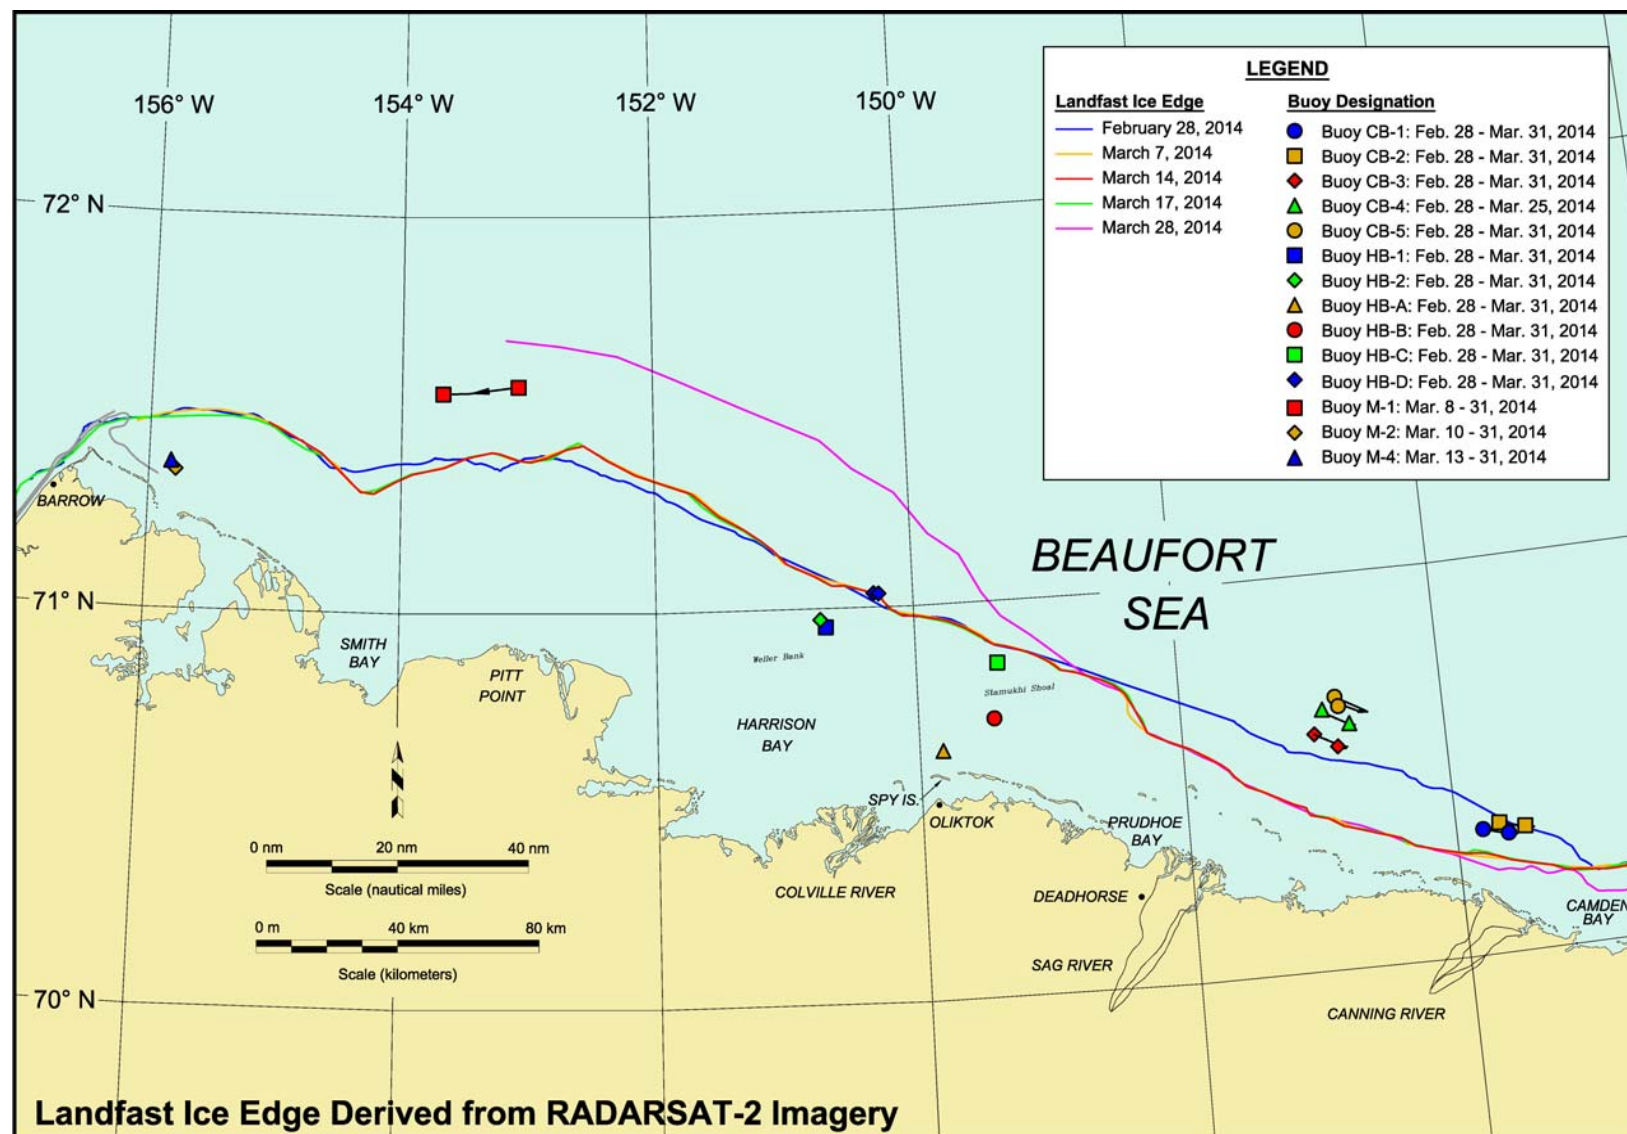 LEGEND
Landfast Ice Edge
February 28, 2014
March 7, 2014
March 14, 2014
March 17, 2014
March 28, 2014
Buoy Designation
Buoy CB-1: Feb. 28 - Mar. 31, 2014
Buoy CB-2: Feb. 28 - Mar. 31, 2014
Buoy CB-3: Feb. 28 - Mar. 31, 2014
Buoy CB-4: Feb. 28 - Mar. 25, 2014
Buoy CB-5: Feb. 28 - Mar. 31, 2014
Buoy HB-1: Feb. 28 - Mar. 31, 2014
Buoy HB-2: Feb. 28 - Mar. 31, 2014
Buoy HB-A: Feb. 28 - Mar. 31, 2014
Buoy HB-B: Feb. 28 - Mar. 31, 2014
Buoy HB-C: Feb. 28 - Mar. 31, 2014
Buoy HB-D: Feb. 28 - Mar. 31, 2014
Buoy M-1: Mar. 8 - 31, 2014
Buoy M-2: Mar. 10 - 31, 2014
Buoy M-4: Mar. 13 - 31, 2014
156° W
154° W
152° W
150° W
72° N
BARROW
BEAUFORT
SEA
71° N
SMITH
BAY
PITT
POINT
Weller Bank
Stamukhi Shoal
HARRISON
BAY
SPY IS.
OLIKTOK
PRUDHOE
BAY
0 nm 20 nm 40 nm
Scale (nautical miles)
COLVILLE RIVER
DEADHORSE
CAMDEN
BAY
0 m 40 km 80 km
Scale (kilometers)
SAG RIVER
70° N
CANNING RIVER
Landfast Ice Edge Derived from RADARSAT-2 Imagery